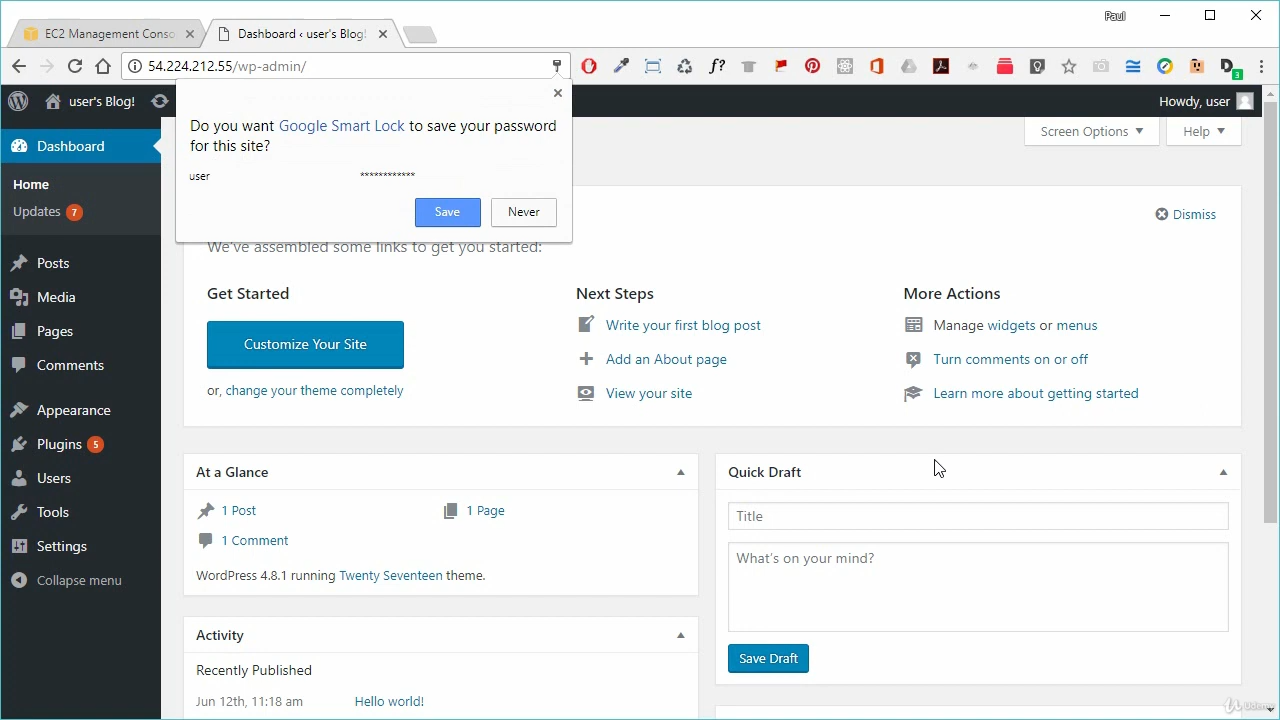 Paul
EC2 Management Conso
Dashboard ‹ user's Blog!
54.224.212.55/wp-admin/
f?
3
user's Blog!
Howdy, user
Do you want Google Smart Lock to save your password
for this site?
user ************
Save Never
Screen Options Help
Dashboard
Home
Updates 7
Posts
Media
Pages
Comments
Appearance
Plugins 5
Users
Tools
Settings
Collapse menu
Dismiss
We've assembled some links to get you started:
Get Started
Customize Your Site
or, change your theme completely
Next Steps
Write your first blog post
Add an About page
View your site
More Actions
Manage widgets or menus
Turn comments on or off
Learn more about getting started
At a Glance
1 Post 1 Page
1 Comment
WordPress 4.8.1 running Twenty Seventeen theme.
Activity
Recently Published
Jun 12th, 11:18 am Hello world!
Quick Draft
Title
What's on your mind?
Save Draft
Udemy